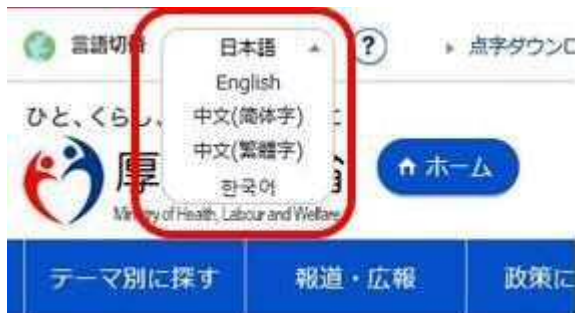 言語切
日本語
?
点字ダウンロ
English
ひと、くらし、
中文(简体字)
に
中文(繁體字)
厚
ホーム
한국어
Ministry of Health, Labour and Welfare
テーマ別に探す
報道・広報
政策に